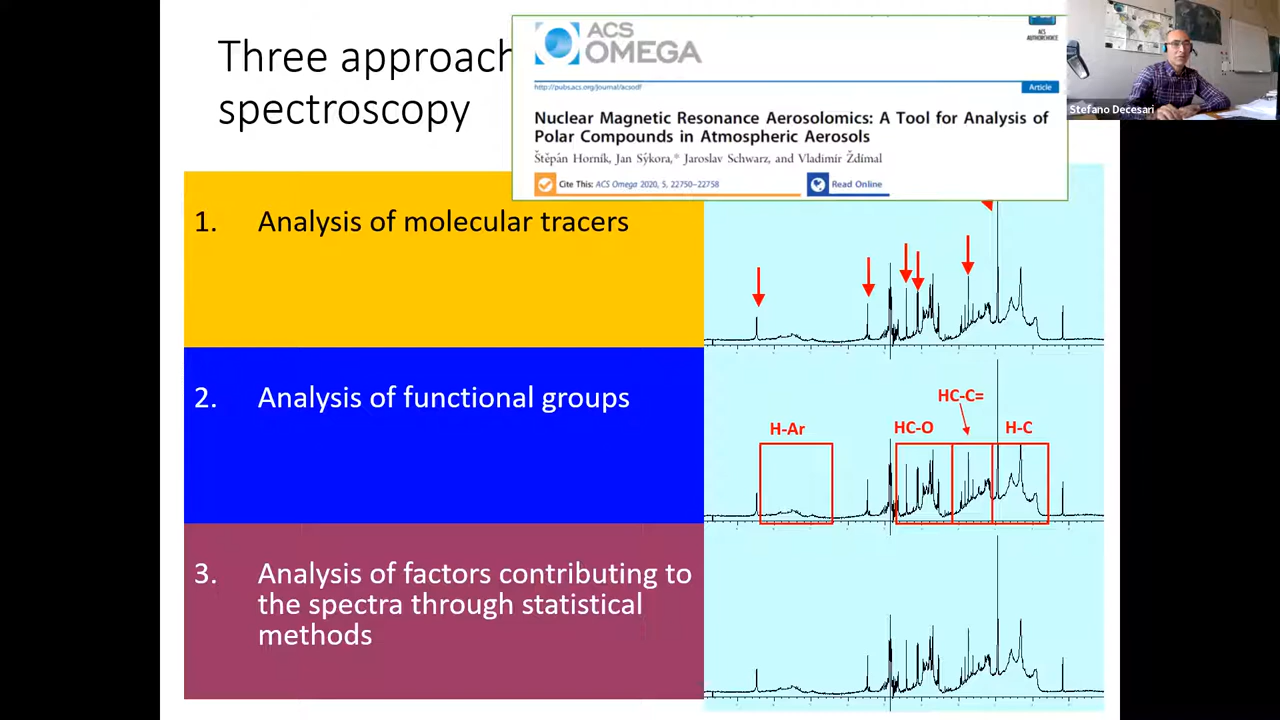 Three approach
spectroscopy
ACS
OMEGA
ACS
AUTHORCHOICE
http://pubs.acs.org/journal/acsodf
Article
Nuclear Magnetic Resonance Aerosolomics: A Tool for Analysis of
Polar Compounds in Atmospheric Aerosols
Štěpán Horník, Jan Sýkora,* Jaroslav Schwarz, and Vladimír Ždímal
Cite This: ACS Omega 2020, 5, 22750–22758
Read Online
Stefano Decesari
1. Analysis of molecular tracers
2. Analysis of functional groups
HC-C=
H-Ar
HC-O
H-C
3. Analysis of factors contributing to
the spectra through statistical
methods